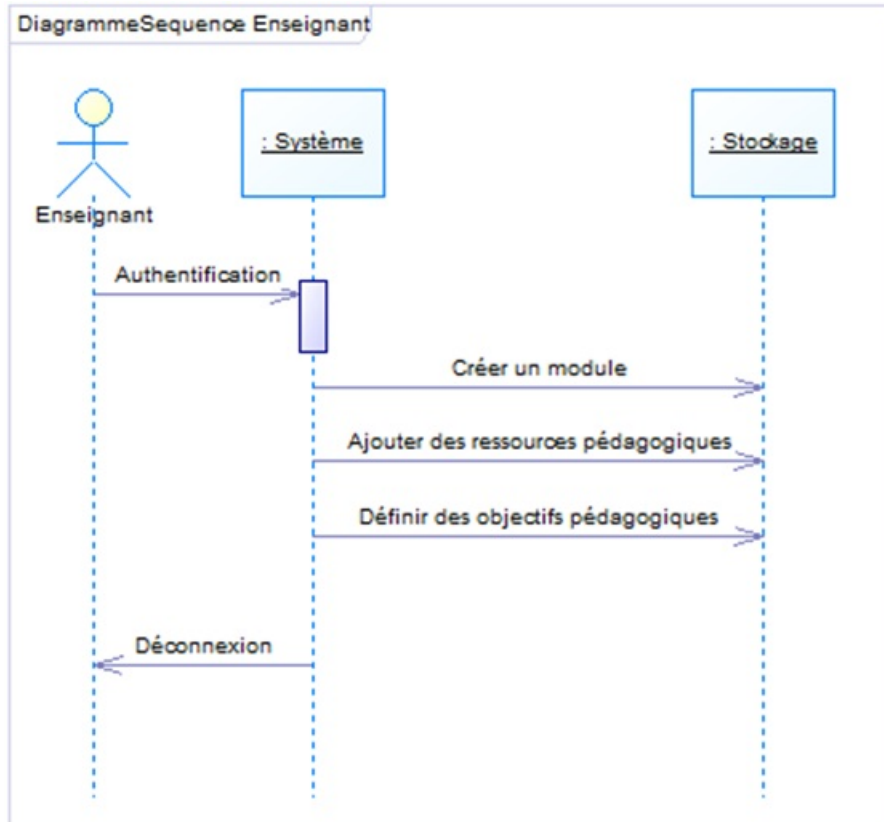 DiagrammeSequence Enseignant
: Système
: Stockage
Enseignant
Authentification
Créer un module
Ajouter des ressources pédagogiques
Définir des objectifs pédagogiques
Déconnexion